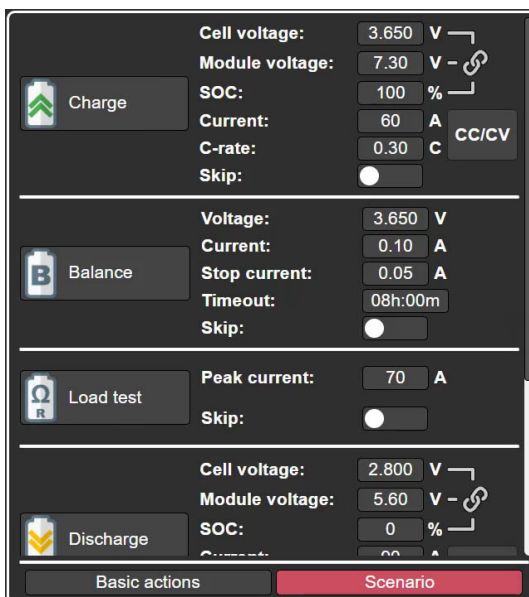 Cell voltage: 3.650 V
Module voltage: 7.30 V
Charge SOC: 100 %
Current: 60 A
CC/CV
C-rate: 0.30 C
Skip:
Voltage: 3.650 V
Current: 0.10 A
B Balance Stop current: 0.05 A
Timeout: 08h:00m
Skip:
Peak current: 70 A
Ω R Load test
Skip:
Cell voltage: 2.800 V
Module voltage: 5.60 V
Discharge SOC: 0 %
Basic actions Scenario